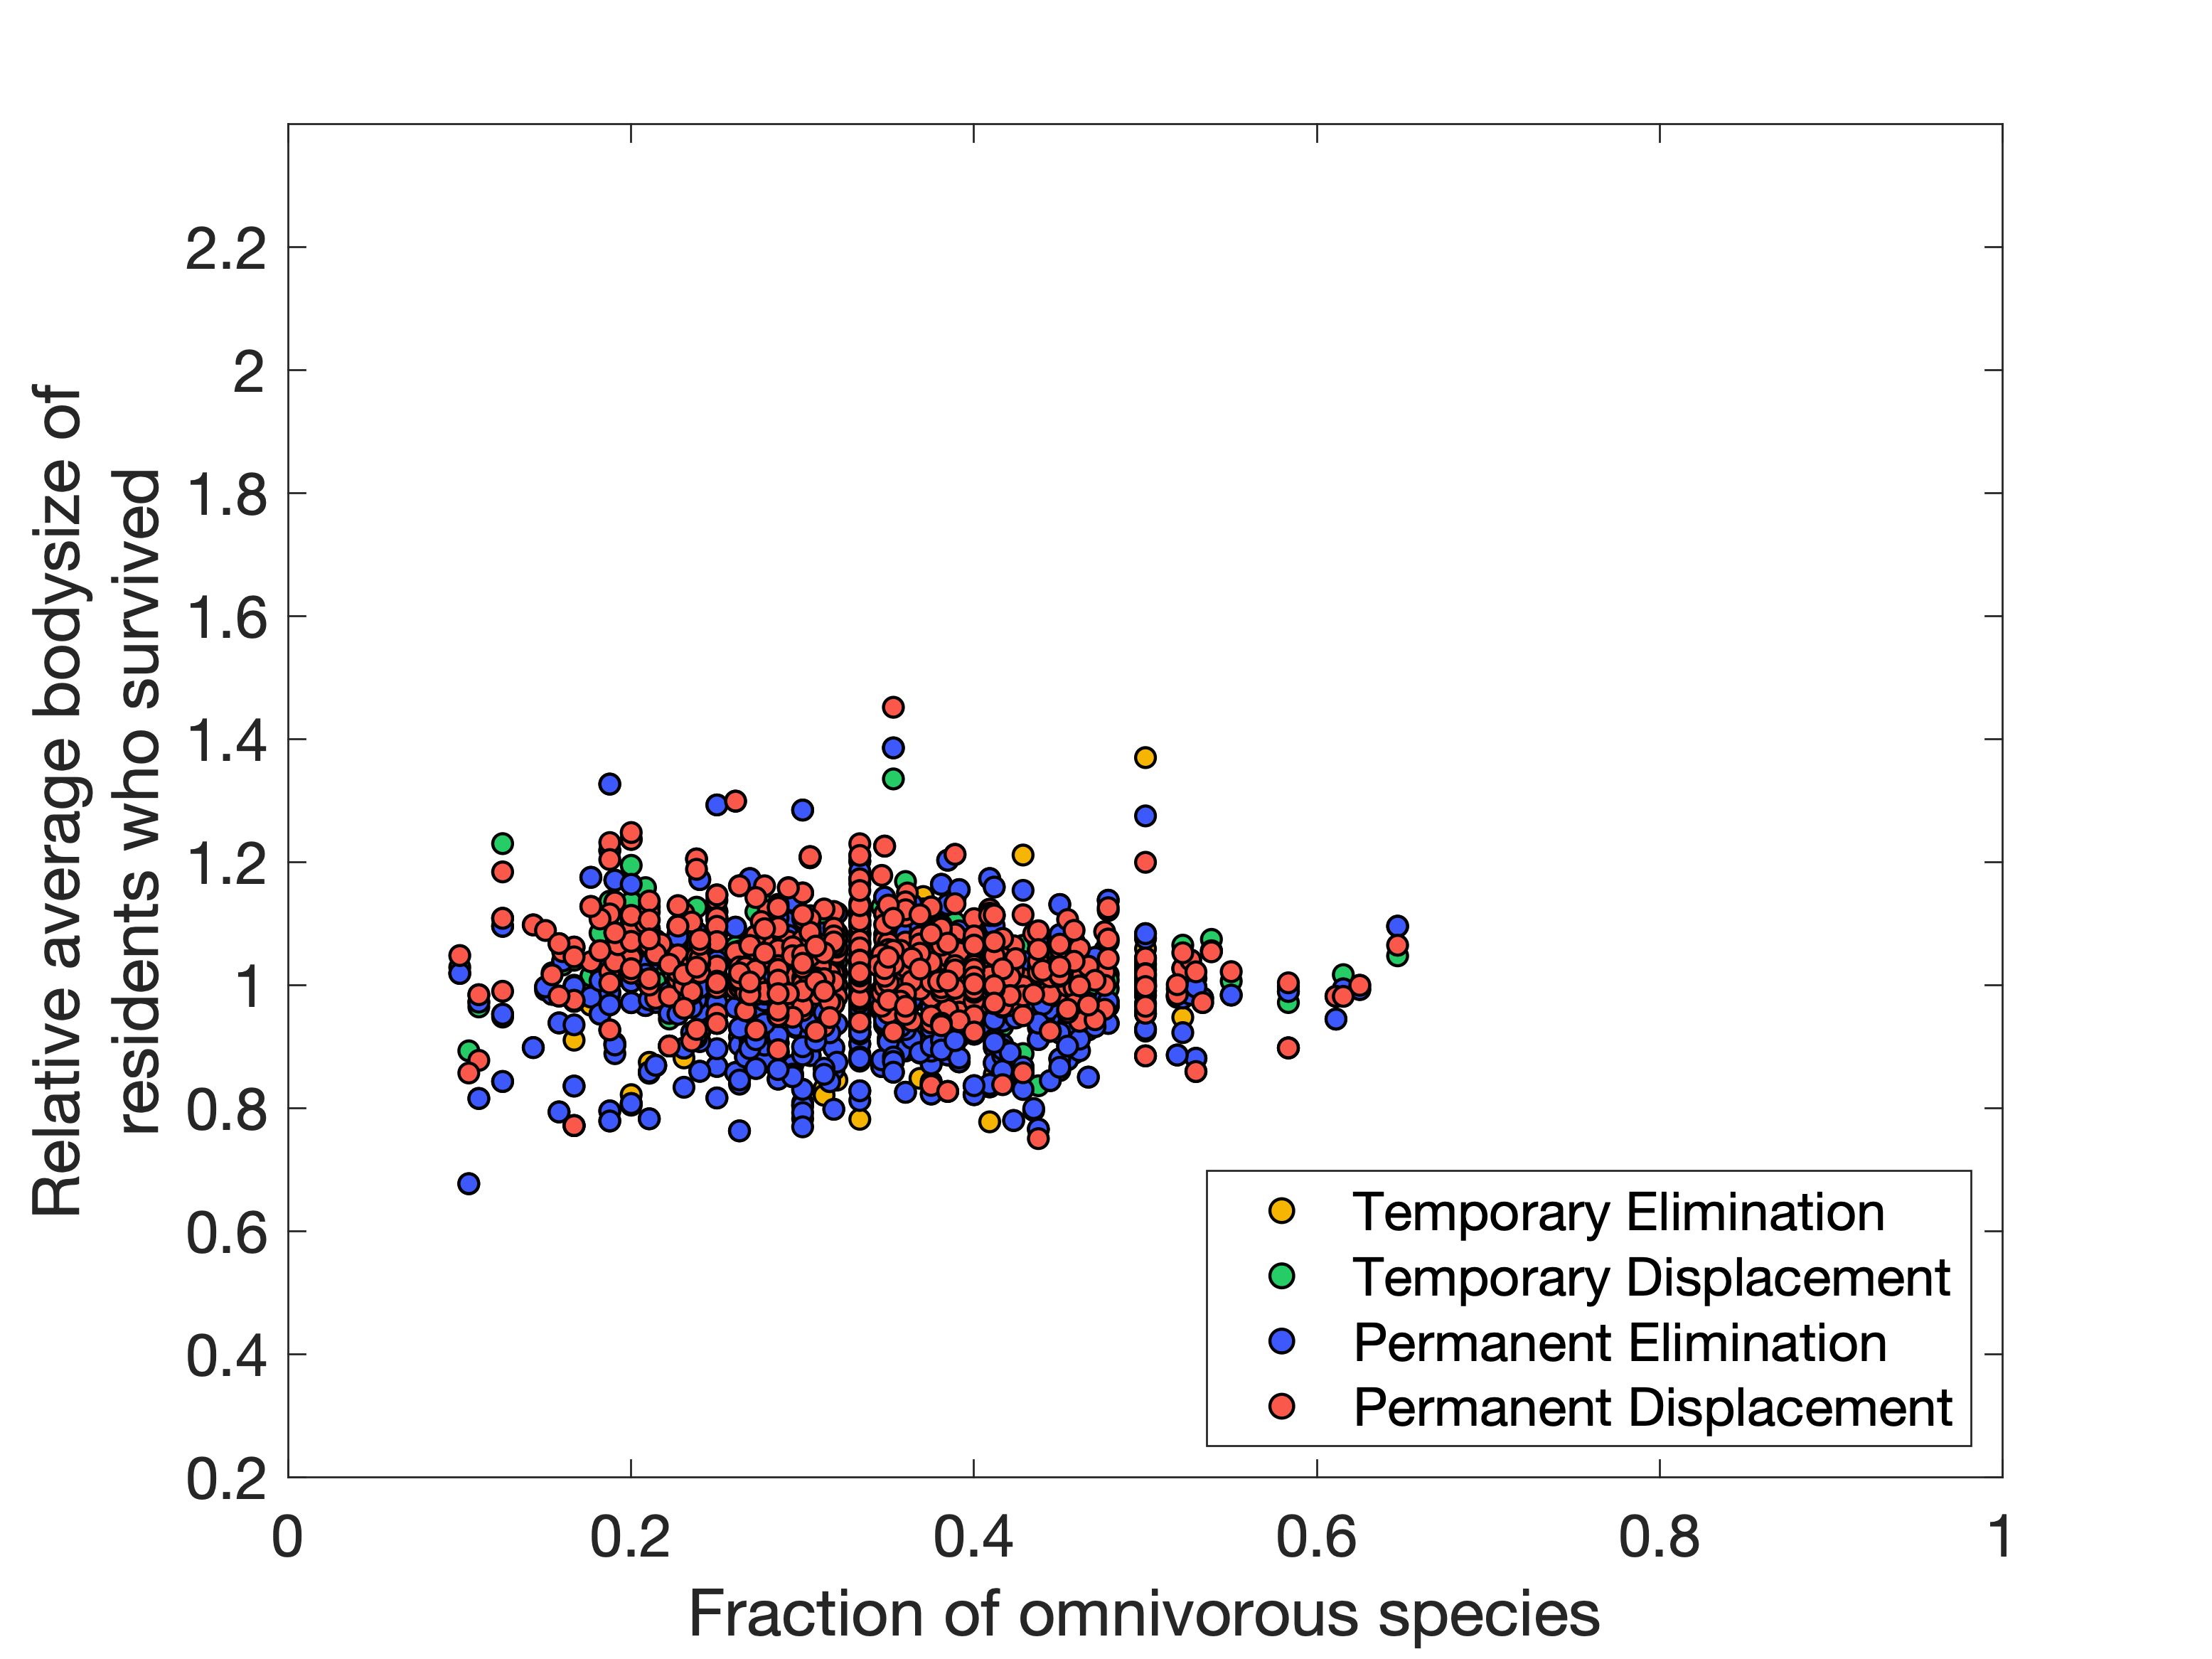 Relative average bodysize of
residents who survived
2.2
2
1.8
1.6
1.4
1.2
1
0.8
0.6
0.4
0.2
Temporary Elimination
Temporary Displacement
Permanent Elimination
Permanent Displacement
0 0.2 0.4 0.6 0.8 1
Fraction of omnivorous species